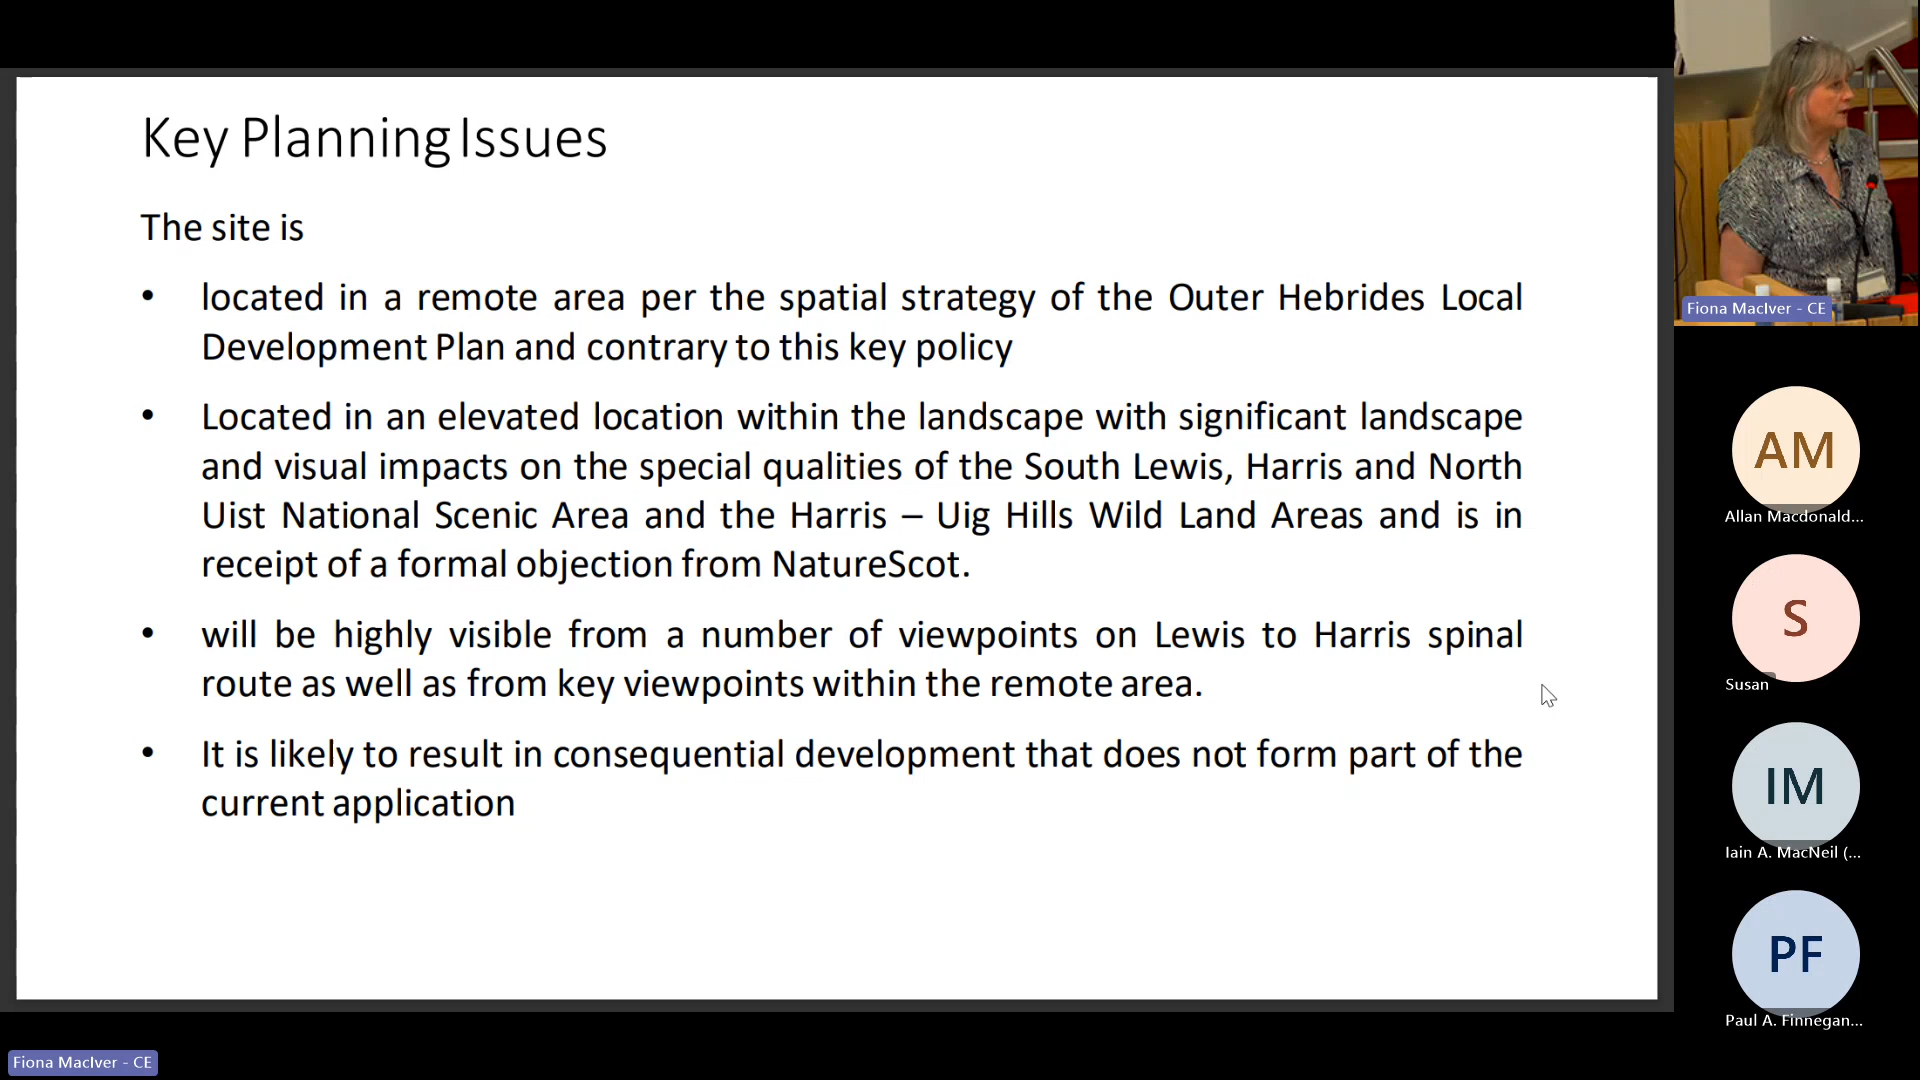 Key Planning Issues
The site is
• located in a remote area per the spatial strategy of the Outer Hebrides Local
Development Plan and contrary to this key policy
• Located in an elevated location within the landscape with significant landscape
and visual impacts on the special qualities of the South Lewis, Harris and North
Uist National Scenic Area and the Harris – Uig Hills Wild Land Areas and is in
receipt of a formal objection from NatureScot.
• will be highly visible from a number of viewpoints on Lewis to Harris spinal
route as well as from key viewpoints within the remote area.
• It is likely to result in consequential development that does not form part of the
current application
Fiona MacIver - CE
AM
Allan Macdonald...
S
Susan
IM
Iain A. MacNeil (...
PF
Paul A. Finnegan...
Fiona MacIver - CE